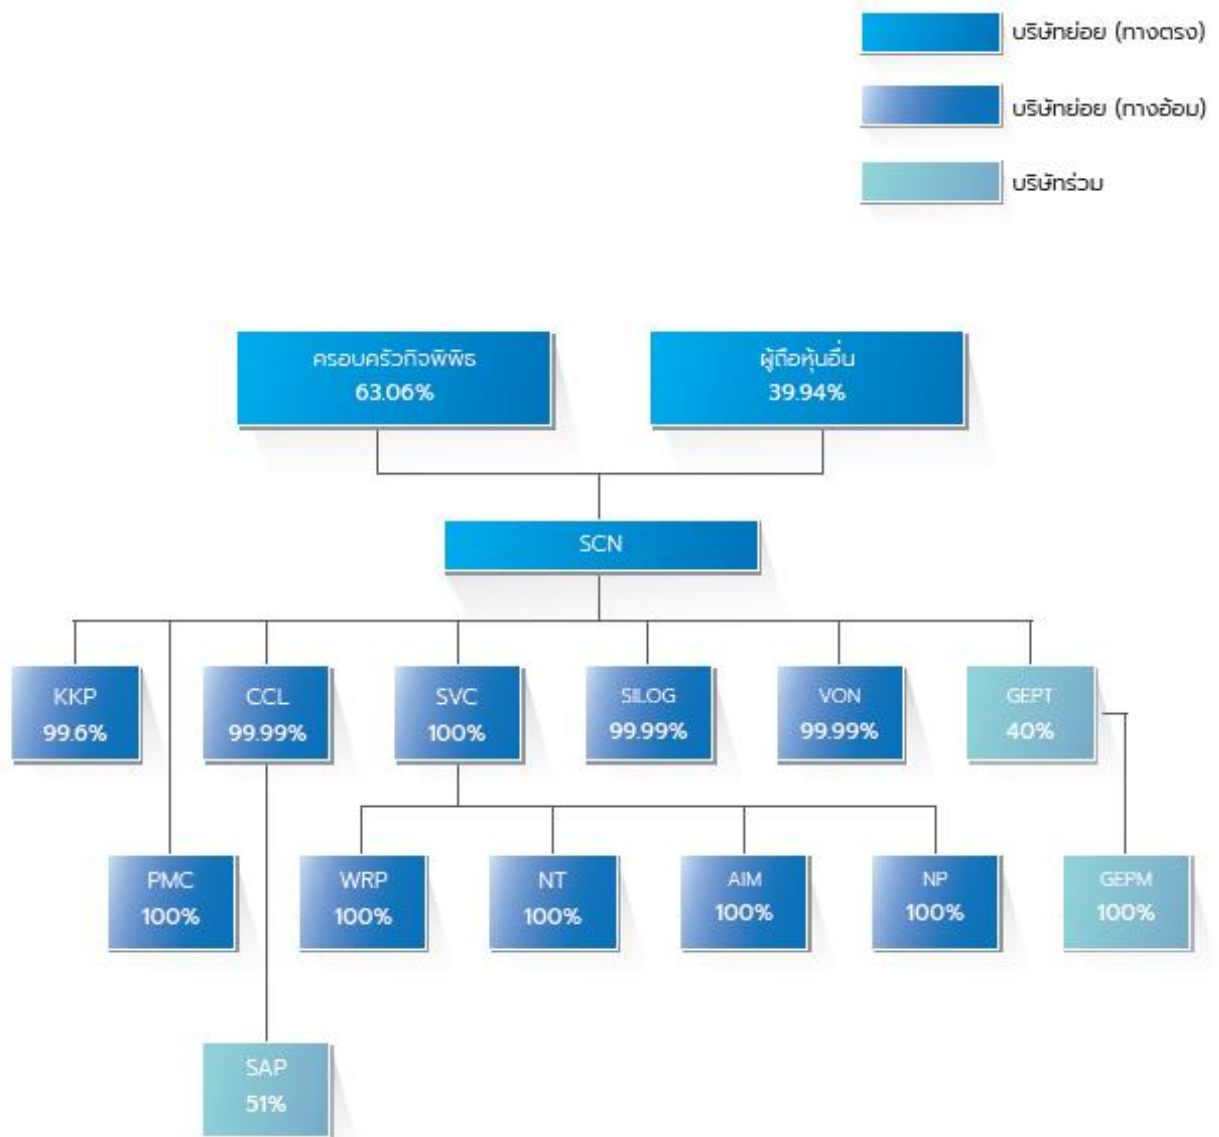 บริษัทย่อย (ทางตรง)
บริษัทย่อย (ทางอ้อม)
บริษัทร่วม
ครอบครัวกิจพิพิธ
63.06%
ผู้ถือหุ้นอื่น
39.94%
SCN
KKP
99.6%
CCL
99.99%
SVC
100%
SILOG
99.99%
VON
99.99%
GEPT
40%
PMC
100%
WRP
100%
NT
100%
AIM
100%
NP
100%
GEPM
100%
SAP
51%